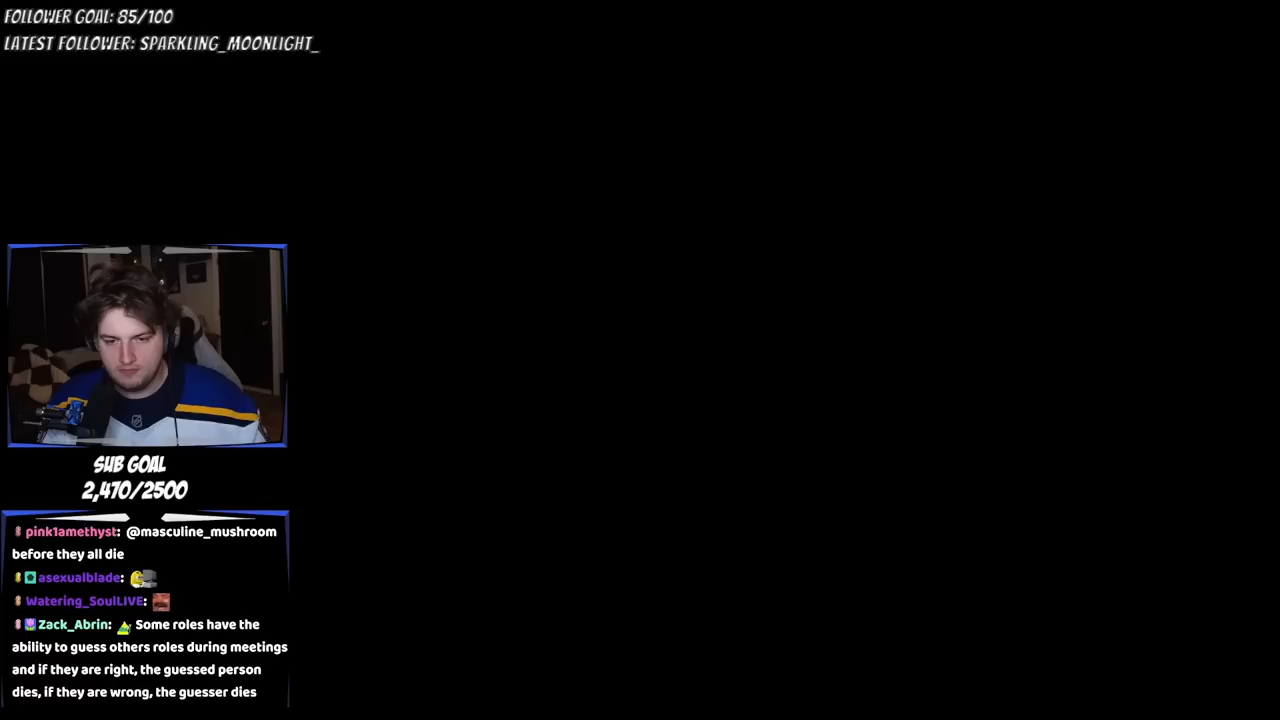 FOLLOWER GOAL: 85/100
LATEST FOLLOWER: SPARKLING_MOONLIGHT_
SUB GOAL
2,470/2500
pink1amethyst: @masculine_mushroom
before they all die
asexualblade:
Watering_SoulLIVE:
Zack_Abrin: Some roles have the
ability to guess others roles during meetings
and if they are right, the guessed person
dies, if they are wrong, the guesser dies